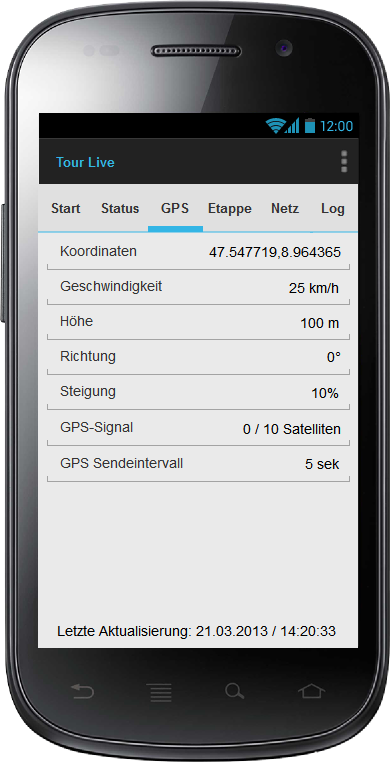 12:00
Tour Live
Start Status GPS Etappe Netz Log
Koordinaten 47.547719,8.964365
Geschwindigkeit 25 km/h
Höhe 100 m
Richtung 0°
Steigung 10%
GPS-Signal 0 / 10 Satelliten
GPS Sendeintervall 5 sek
Letzte Aktualisierung: 21.03.2013 / 14:20:33